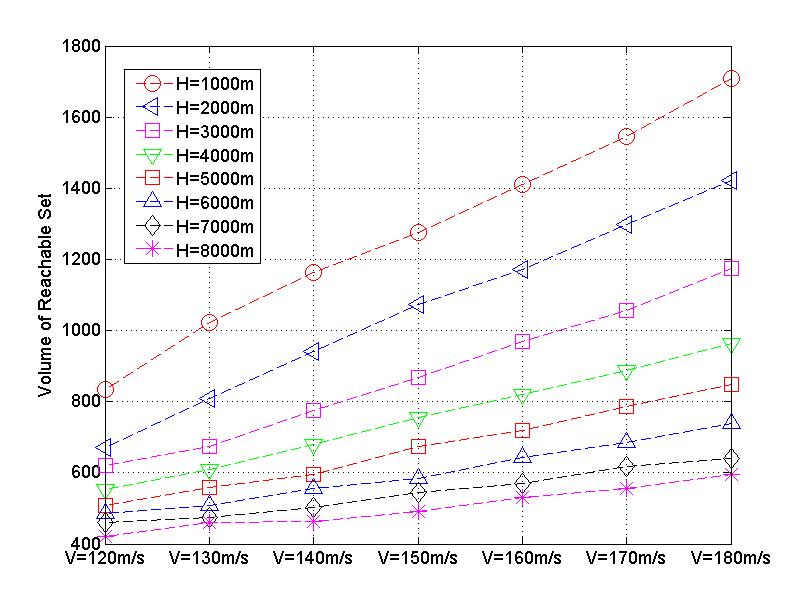 1800
1600
1400
1200
1000
800
600
400
Volume of Reachable Set
H=1000m
H=2000m
H=3000m
H=4000m
H=5000m
H=6000m
H=7000m
H=8000m
V=120m/s V=130m/s V=140m/s V=150m/s V=160m/s V=170m/s V=180m/s